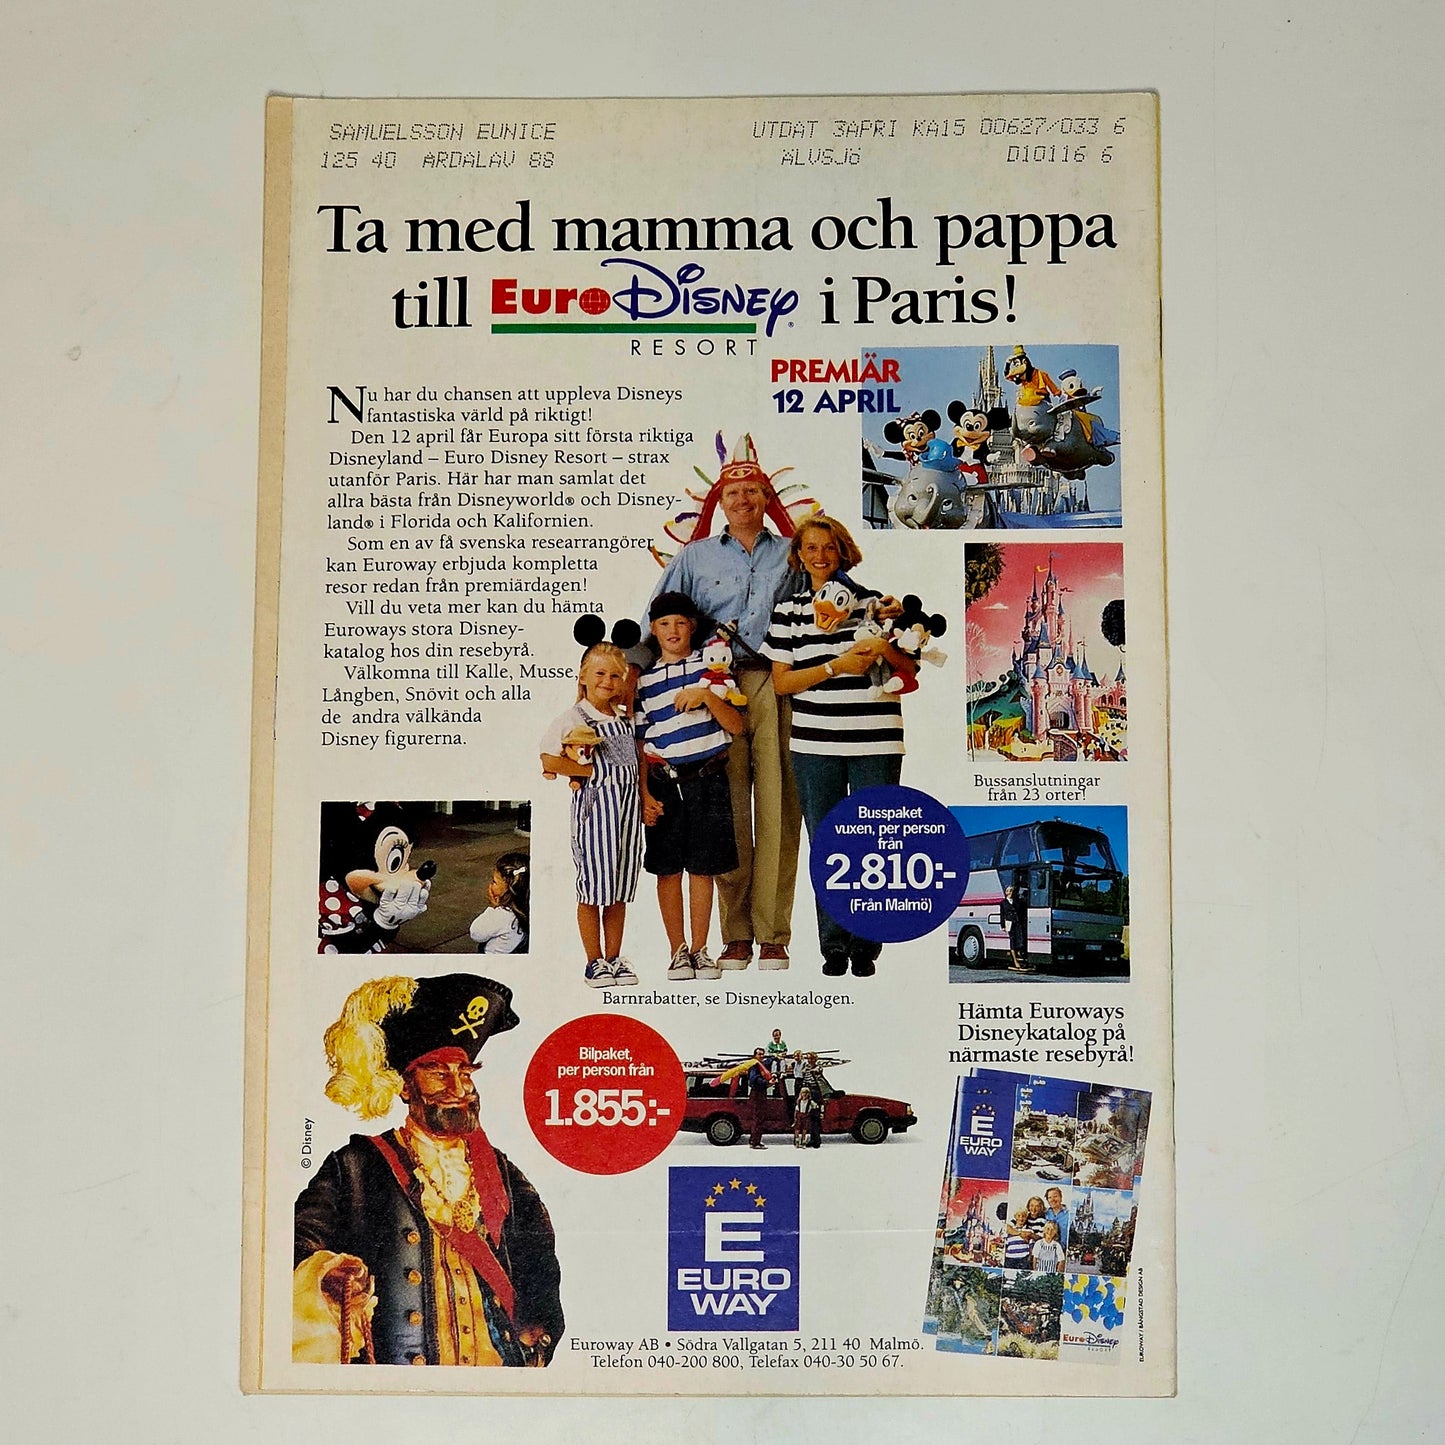 SAMUELSSON EUNICE UTDAT 3APRI KA15 00627/033 6
125 40 ARDALAV 88 ÄLVSJÖ D10116 6
Ta med mamma och pappa
till Euro Disney i Paris!
RESORT
PREMIÄR
12 APRIL
Nu har du chansen att uppleva Disneys
fantastiska värld på riktigt!
Den 12 april får Europa sitt första riktiga
Disneyland – Euro Disney Resort – strax
utanför Paris. Här har man samlat det
allra bästa från Disneyworld® och Disney-
land® i Florida och Kalifornien.
Som en av få svenska researrangörer
kan Euroway erbjuda kompletta
resor redan från premiärdagen!
Vill du veta mer kan du hämta
Euroways stora Disney-
katalog hos din resebyrå.
Välkomna till Kalle, Musse,
Långben, Snövit och alla
de andra välkända
Disney figurerna.
Bussanslutningar
från 23 orter!
Busspaket
vuxen, per person
från
2.810:-
(Från Malmö)
Barnrabatter, se Disneykatalogen.
Hämta Euroways
Disneykatalog på
närmaste resebyrå!
Bilpaket,
per person från
1.855:-
© Disney
E
EURO
WAY
E
EURO
WAY
Euro Disney
RESORT
Euroway AB • Södra Vallgatan 5, 211 40 Malmö.
Telefon 040-200 800, Telefax 040-30 50 67.